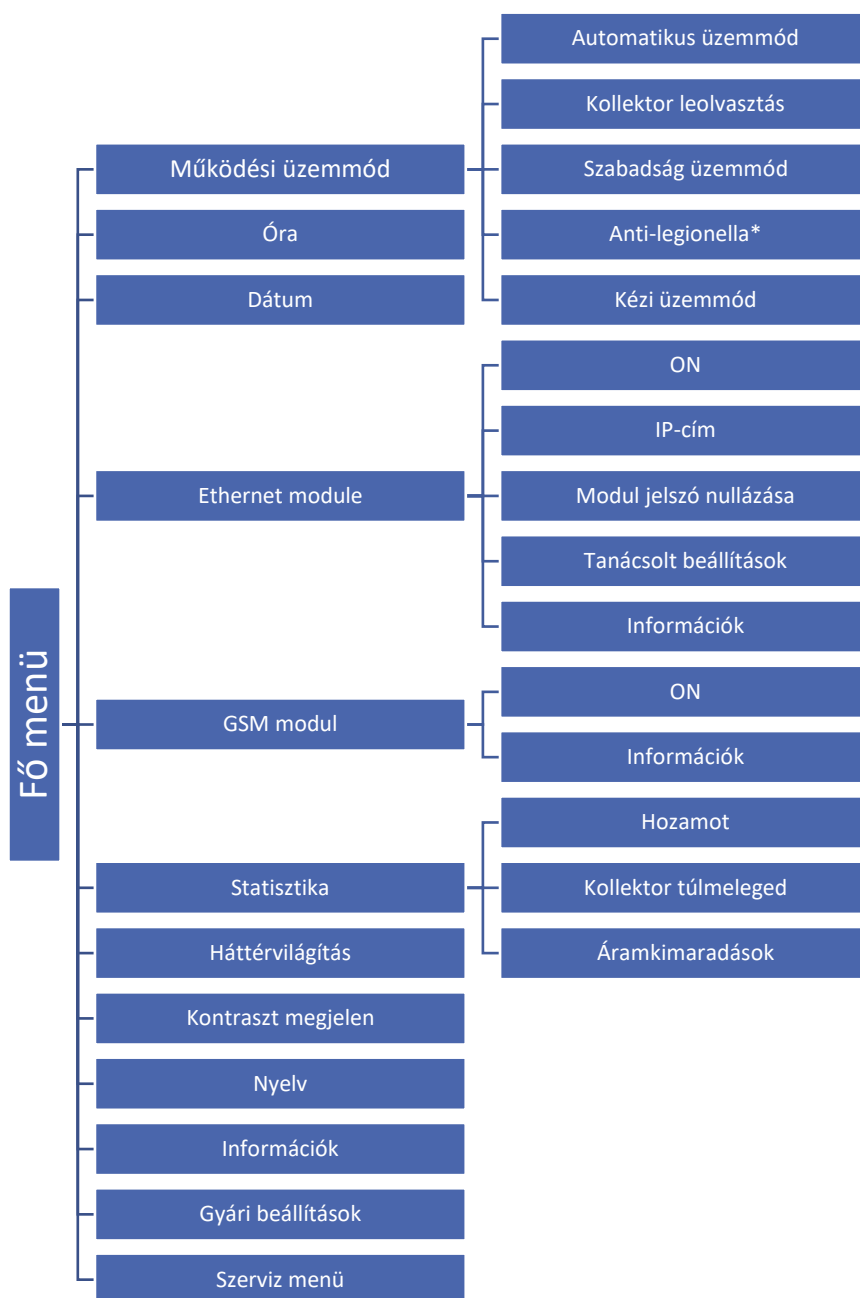 Fő menü
Működési üzemmód
Automatikus üzemmód
Kollektor leolvasztás
Szabadság üzemmód
Anti-legionella*
Kézi üzemmód
Óra
Dátum
Ethernet module
ON
IP-cím
Modul jelszó nullázása
Tanácsolt beállítások
Információk
GSM modul
ON
Információk
Statisztika
Hozamot
Kollektor túlmeleged
Áramkimaradások
Háttérvilágítás
Kontraszt megjelen
Nyelv
Információk
Gyári beállítások
Szerviz menü